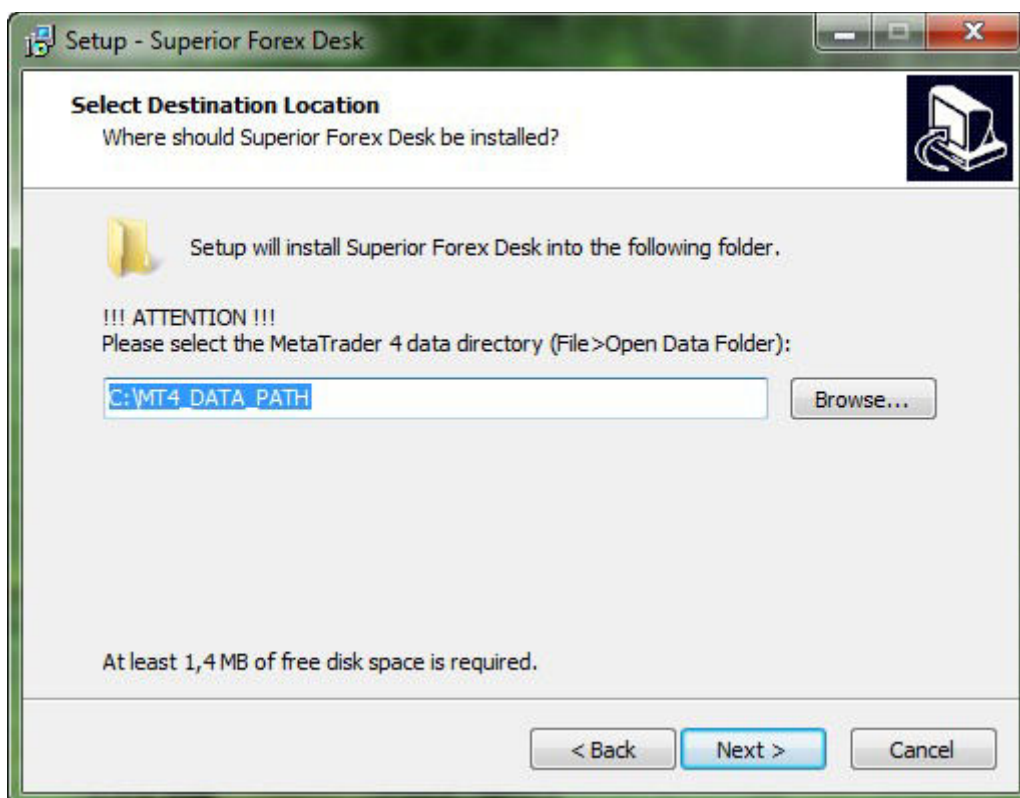 Setup - Superior Forex Desk
Select Destination Location
Where should Superior Forex Desk be installed?
Setup will install Superior Forex Desk into the following folder.
!!! ATTENTION !!!
Please select the MetaTrader 4 data directory (File>Open Data Folder):
C:\MT4_DATA_PATH
Browse...
At least 1,4 MB of free disk space is required.
< Back
Next >
Cancel